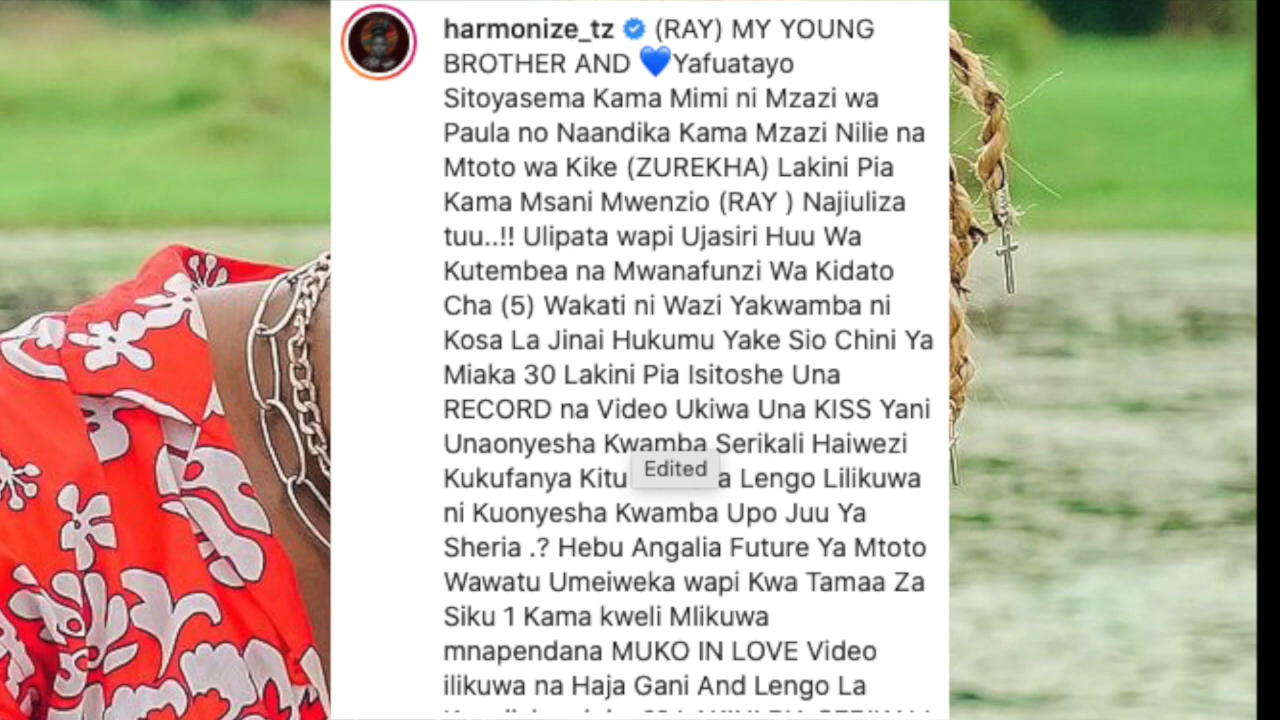 harmonize_tz (RAY) MY YOUNG
BROTHER AND 💙Yafuatayo
Sitoyasema Kama Mimi ni Mzazi wa
Paula no Naandika Kama Mzazi Nilie na
Mtoto wa Kike (ZUREKHA) Lakini Pia
Kama Msani Mwenzio (RAY ) Najiuliza
tuu..!! Ulipata wapi Ujasiri Huu Wa
Kutembea na Mwanafunzi Wa Kidato
Cha (5) Wakati ni Wazi Yakwamba ni
Kosa La Jinai Hukumu Yake Sio Chini Ya
Miaka 30 Lakini Pia Isitoshe Una
RECORD na Video Ukiwa Una KISS Yani
Unaonyesha Kwamba Serikali Haiwezi
Kukufanya Kitu Edited a Lengo Lilikuwa
ni Kuonyesha Kwamba Upo Juu Ya
Sheria .? Hebu Angalia Future Ya Mtoto
Wawatu Umeiweka wapi Kwa Tamaa Za
Siku 1 Kama kweli Mlikuwa
mnapendana MUKO IN LOVE Video
ilikuwa na Haja Gani And Lengo La